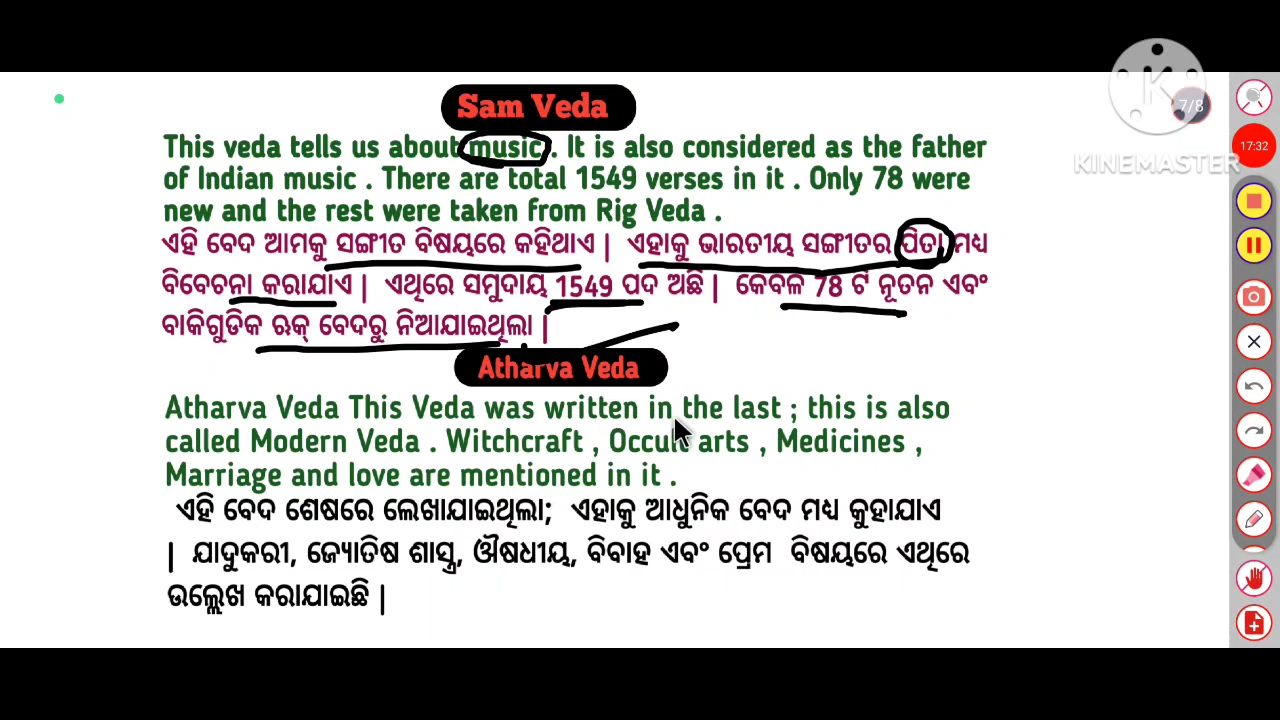 Sam Veda
7/8
17:32
KINEMASTER
This veda tells us about music . It is also considered as the father
of Indian music . There are total 1549 verses in it . Only 78 were
new and the rest were taken from Rig Veda .
ଏହି ବେଦ ଆମକୁ ସଙ୍ଗୀତ ବିଷୟରେ କହିଥାଏ | ଏହାକୁ ଭାରତୀୟ ସଙ୍ଗୀତର ପିତା ମଧ୍ୟ
ବିବେଚନା କରାଯାଏ | ଏଥିରେ ସମୁଦାୟ 1549 ପଦ ଅଛି | କେବଳ 78 ଟି ନୂତନ ଏବଂ
ବାକିଗୁଡିକ ଋକ୍ ବେଦରୁ ନିଆଯାଇଥିଲା |
Atharva Veda
Atharva Veda This Veda was written in the last ; this is also
called Modern Veda . Witchcraft , Occult arts , Medicines ,
Marriage and love are mentioned in it .
ଏହି ବେଦ ଶେଷରେ ଲେଖାଯାଇଥିଲା; ଏହାକୁ ଆଧୁନିକ ବେଦ ମଧ୍ୟ କୁହାଯାଏ
| ଯାଦୁକରୀ, ଜ୍ୟୋତିଷ ଶାସ୍ତ୍ର, ଔଷଧୀୟ, ବିବାହ ଏବଂ ପ୍ରେମ ବିଷୟରେ ଏଥିରେ
ଉଲ୍ଲେଖ କରାଯାଇଛି |